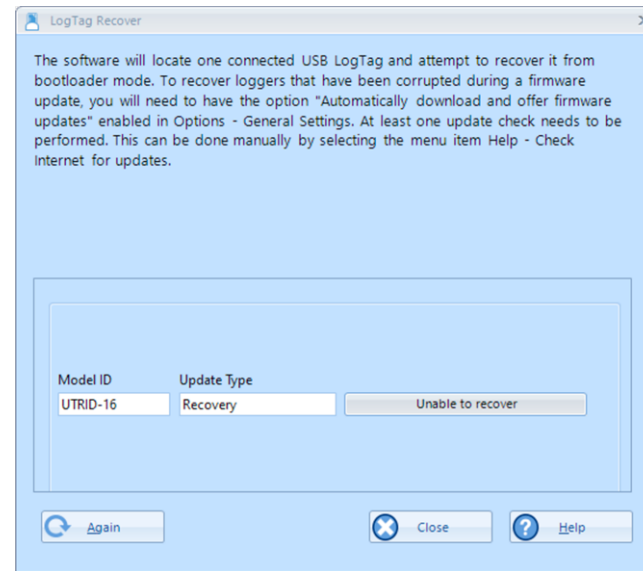 LogTag Recover
The software will locate one connected USB LogTag and attempt to recover it from
bootloader mode. To recover loggers that have been corrupted during a firmware
update, you will need to have the option "Automatically download and offer firmware
updates" enabled in Options - General Settings. At least one update check needs to be
performed. This can be done manually by selecting the menu item Help - Check
Internet for updates.
Model ID Update Type
UTRID-16 Recovery Unable to recover
Again Close Help